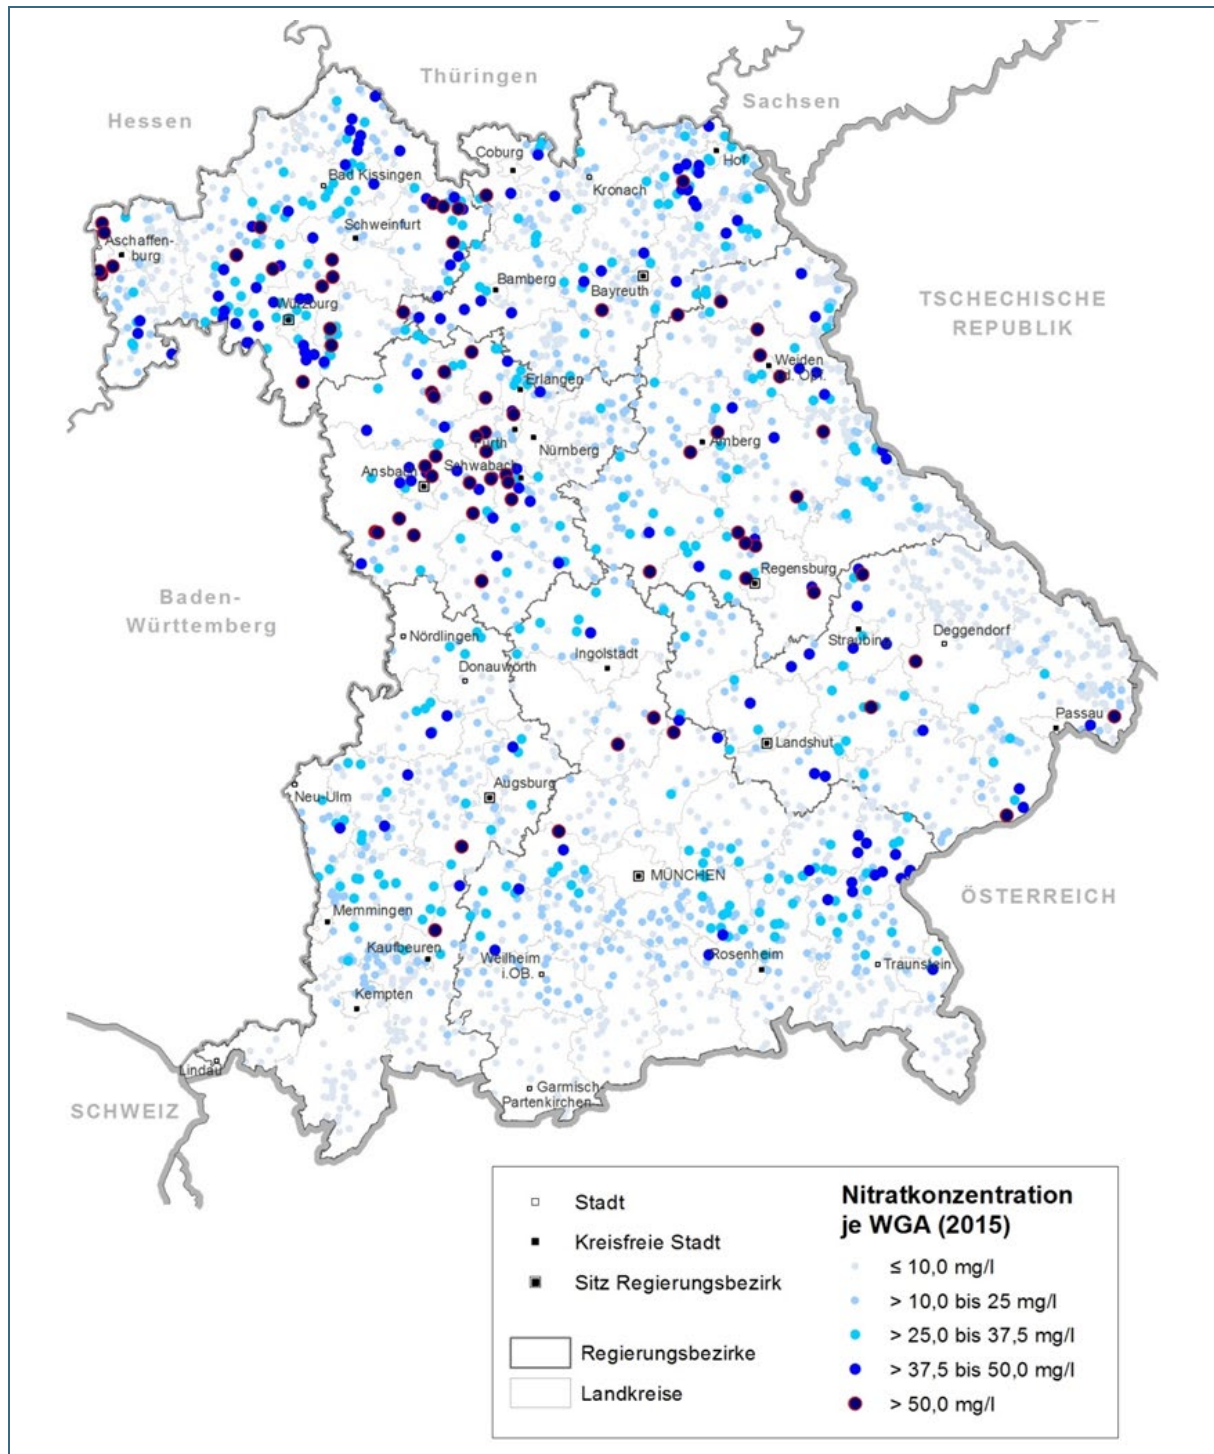 Thüringen
Sachsen
Hessen
Coburg
Hof
Bad Kissingen
Kronach
Schweinfurt
Aschaffen-
burg
Bamberg
Bayreuth
Würzburg
TSCHECHISCHE
REPUBLIK
Weiden
i.d. Opf.
Erlangen
Fürth
Nürnberg
Amberg
Ansbach
Schwabach
Regensburg
Baden-
Württemberg
Nördlingen
Straubing
Deggendorf
Ingolstadt
Donauwörth
Passau
Landshut
Neu-Ulm
Augsburg
MÜNCHEN
ÖSTERREICH
Memmingen
Kaufbeuren
Weilheim
i.OB.
Rosenheim
Traunstein
Kempten
Lindau
Garmisch-
Partenkirchen
SCHWEIZ
Stadt
Kreisfreie Stadt
Sitz Regierungsbezirk
Regierungsbezirke
Landkreise
Nitratkonzentration
je WGA (2015)
≤ 10,0 mg/l
> 10,0 bis 25 mg/l
> 25,0 bis 37,5 mg/l
> 37,5 bis 50,0 mg/l
> 50,0 mg/l